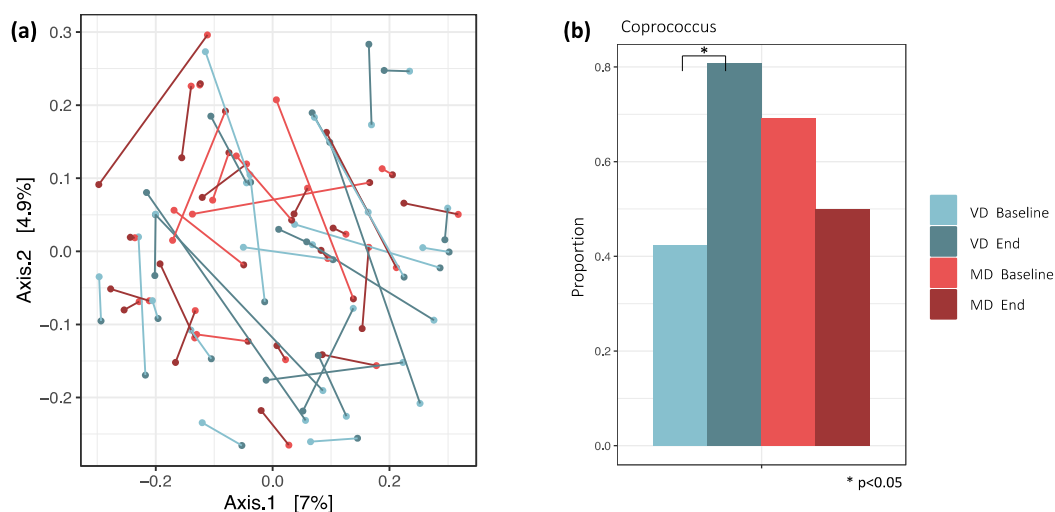 (a)
0.3
0.2
0.1
0.0
−0.1
−0.2
Axis.2 [4.9%]
−0.2
0.0
0.2
Axis.1 [7%]
(b)
Coprococcus
*
0.8
0.6
0.4
0.2
0.0
Proportion
* p<0.05
VD Baseline
VD End
MD Baseline
MD End